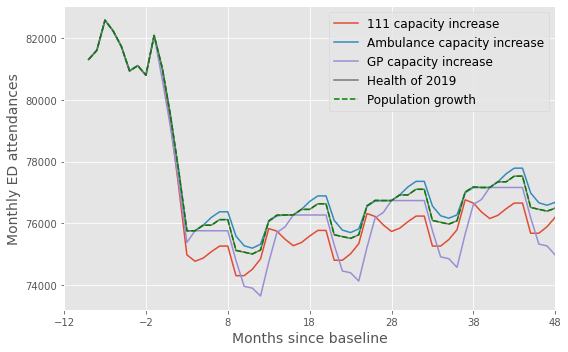 111 capacity increase
Ambulance capacity increase
GP capacity increase
Health of 2019
Population growth
Monthly ED attendances
82000
80000
78000
76000
74000
−12
−2
8
18
28
38
48
Months since baseline